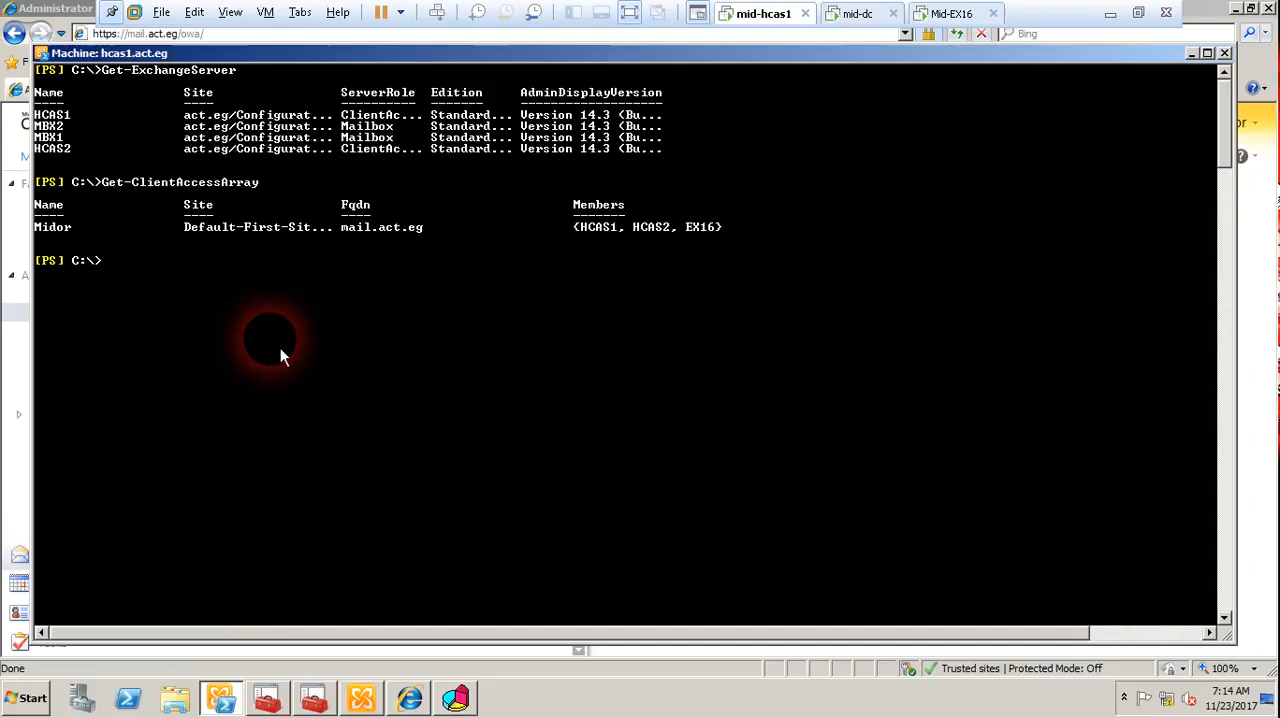 Administrator
File Edit View VM Tabs Help
mid-hcas1 mid-dc Mid-EX16
https://mail.act.eg/owa/
Bing
Machine: hcas1.act.eg
[PS] C:\>Get-ExchangeServer
Name Site ServerRole Edition AdminDisplayVersion
---- ---- ---------- ------- -------------------
HCAS1 act.eg/Configurat... ClientAc... Standard... Version 14.3 (Bu...
MBX2 act.eg/Configurat... Mailbox Standard... Version 14.3 (Bu...
MBX1 act.eg/Configurat... Mailbox Standard... Version 14.3 (Bu...
HCAS2 act.eg/Configurat... ClientAc... Standard... Version 14.3 (Bu...
[PS] C:\>Get-ClientAccessArray
Name Site Fqdn Members
---- ---- ---- -------
Midor Default-First-Sit... mail.act.eg {HCAS1, HCAS2, EX16}
[PS] C:\>
Done
Trusted sites | Protected Mode: Off
100%
Start
7:14 AM
11/23/2017